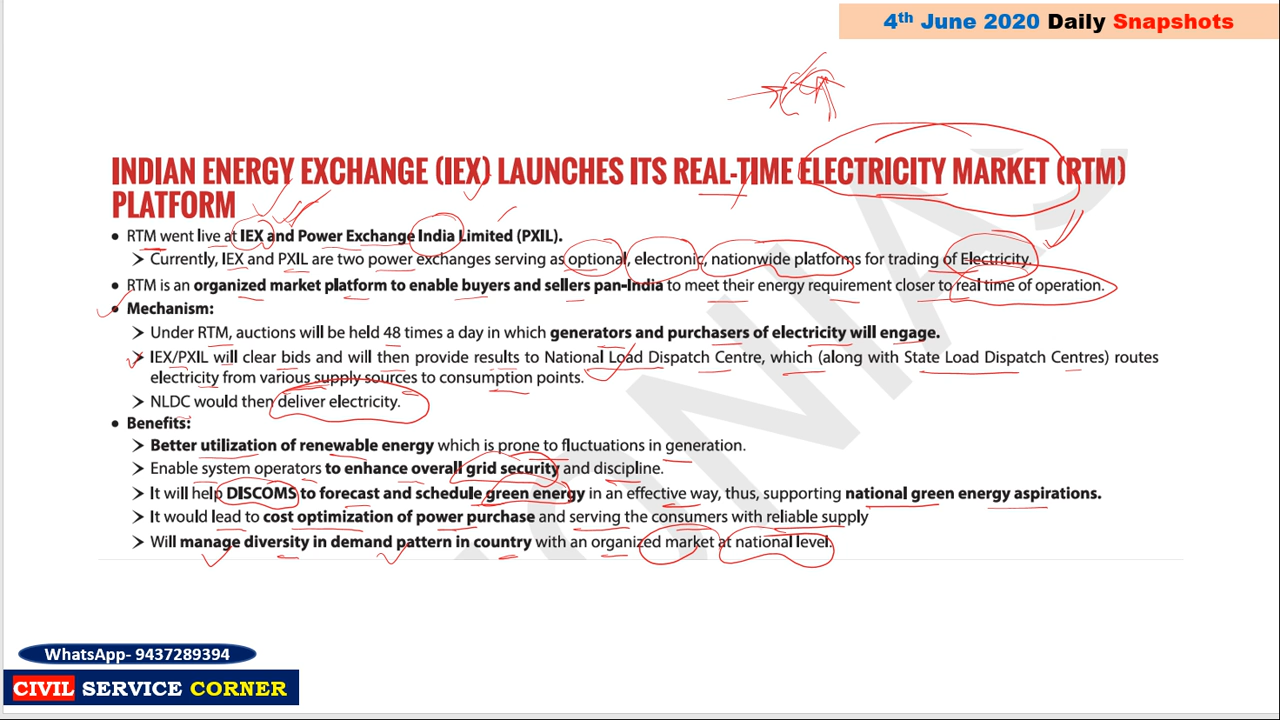 4th June 2020 Daily Snapshots
INDIAN ENERGY EXCHANGE (IEX) LAUNCHES ITS REAL-TIME ELECTRICITY MARKET (RTM)
PLATFORM
• RTM went live at IEX and Power Exchange India Limited (PXIL).
➢ Currently, IEX and PXIL are two power exchanges serving as optional, electronic, nationwide platforms for trading of Electricity.
• RTM is an organized market platform to enable buyers and sellers pan-India to meet their energy requirement closer to real time of operation.
• Mechanism:
➢ Under RTM, auctions will be held 48 times a day in which generators and purchasers of electricity will engage.
➢ IEX/PXIL will clear bids and will then provide results to National Load Dispatch Centre, which (along with State Load Dispatch Centres) routes
electricity from various supply sources to consumption points.
➢ NLDC would then deliver electricity.
• Benefits:
➢ Better utilization of renewable energy which is prone to fluctuations in generation.
➢ Enable system operators to enhance overall grid security and discipline.
➢ It will help DISCOMS to forecast and schedule green energy in an effective way, thus, supporting national green energy aspirations.
➢ It would lead to cost optimization of power purchase and serving the consumers with reliable supply
➢ Will manage diversity in demand pattern in country with an organized market at national level.
WhatsApp- 9437289394
CIVIL SERVICE CORNER